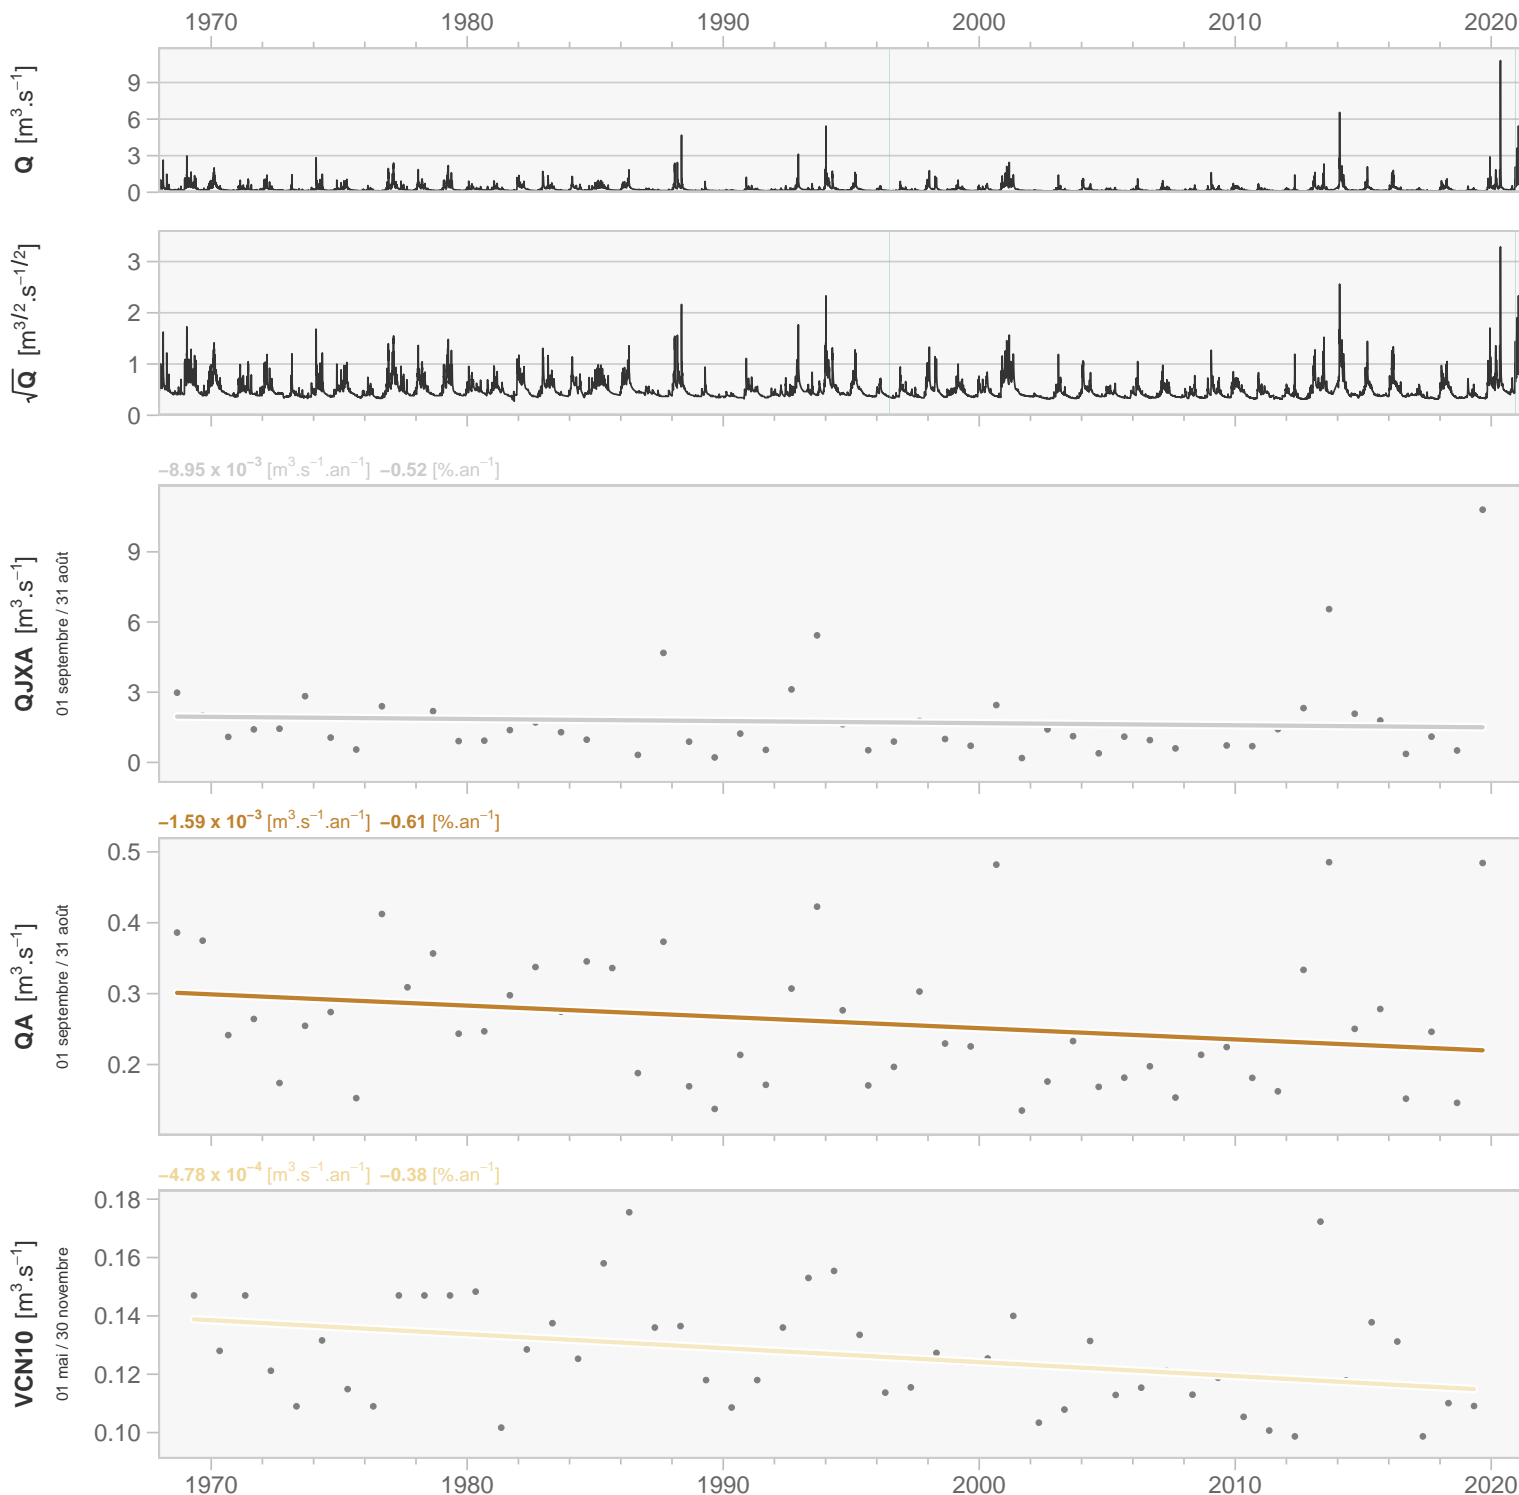 1970 1980 1990 2000 2010 2020
Q [m³.s⁻¹]
9
6
3
0
√Q [m³/².s⁻¹/²]
3
2
1
0
−8.95 x 10⁻³ [m³.s⁻¹.an⁻¹] −0.52 [%.an⁻¹]
QJXA [m³.s⁻¹]
01 septembre / 31 août
9
6
3
0
−1.59 x 10⁻³ [m³.s⁻¹.an⁻¹] −0.61 [%.an⁻¹]
QA [m³.s⁻¹]
01 septembre / 31 août
0.5
0.4
0.3
0.2
−4.78 x 10⁻⁴ [m³.s⁻¹.an⁻¹] −0.38 [%.an⁻¹]
VCN10 [m³.s⁻¹]
01 mai / 30 novembre
0.18
0.16
0.14
0.12
0.10
1970 1980 1990 2000 2010 2020